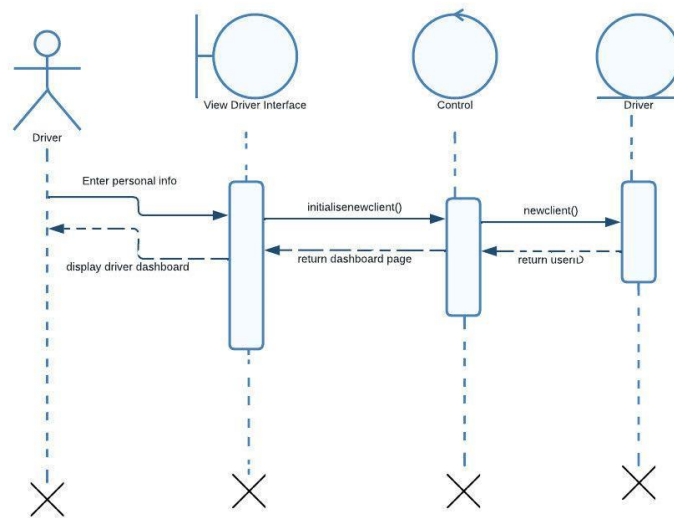 View Driver Interface
Control
Driver
Driver
Enter personal info
initialisenewclient()
newclient()
display driver dashboard
return dashboard page
return userID